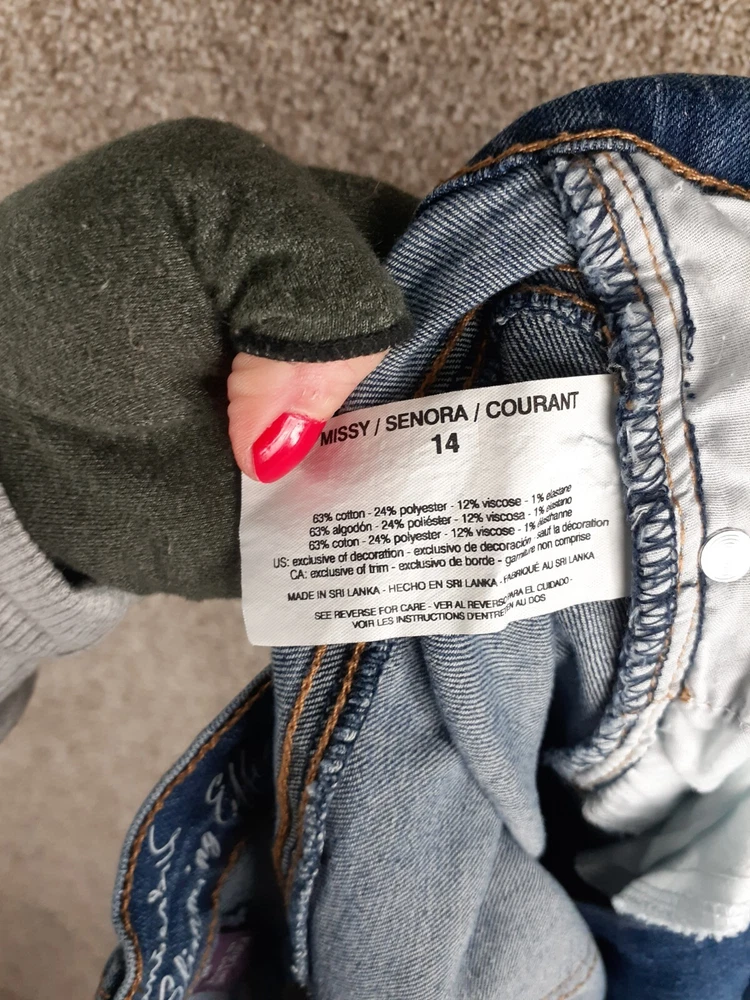 MISSY / SENORA / COURANT
14
63% cotton - 24% polyester - 12% viscose - 1% elastane
63% algodón - 24% poliéster - 12% viscosa - 1% elastano
63% coton - 24% polyester - 12% viscose - 1% élasthanne
US: exclusive of decoration - exclusivo de decoración - sauf la décoration
CA: exclusive of trim - exclusivo de borde - garniture non comprise
MADE IN SRI LANKA - HECHO EN SRI LANKA - FABRIQUÉ AU SRI LANKA
SEE REVERSE FOR CARE - VER AL REVERSO PARA EL CUIDADO -
VOIR LES INSTRUCTIONS D'ENTRETEN AU DOS
Slimming